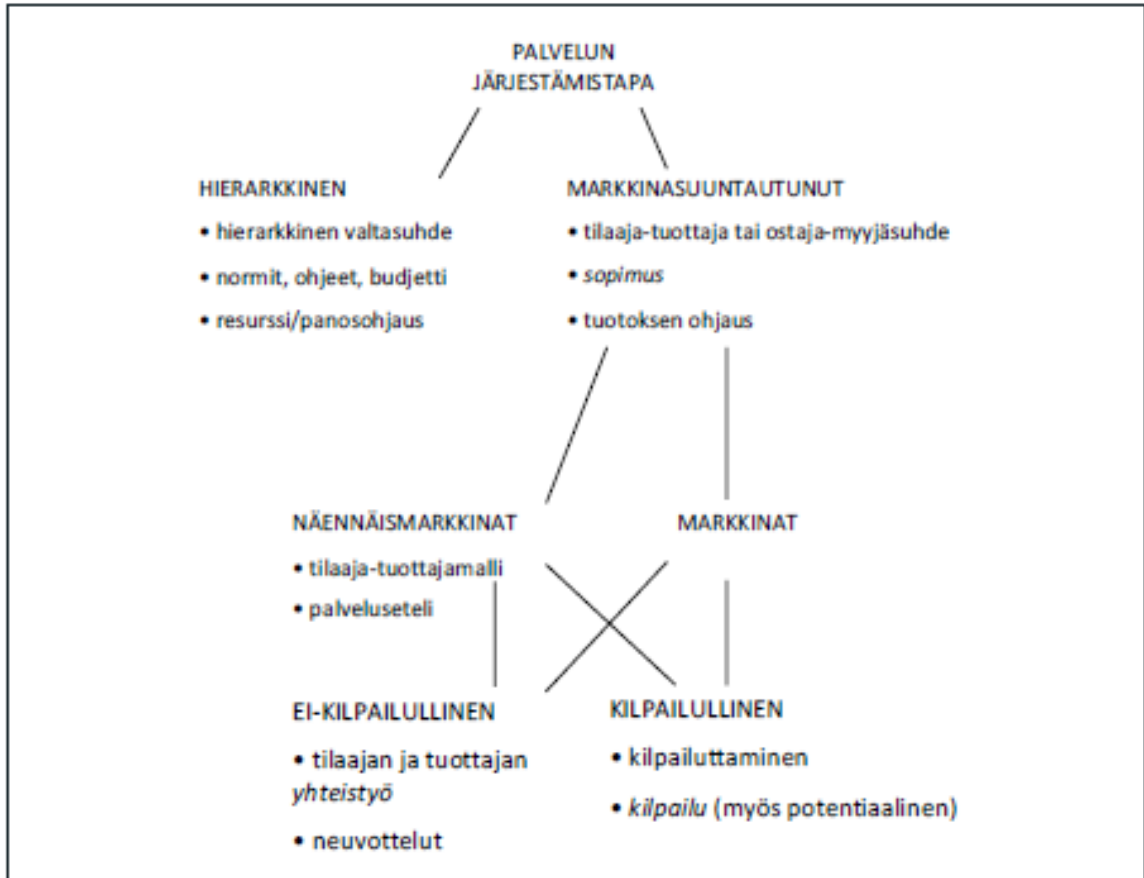 PALVELUN
JÄRJESTÄMISTAPA
HIERARKKINEN
• hierarkkinen valtasuhde
• normit, ohjeet, budjetti
• resurssi/panosohjaus
MARKKINASUUNTAUTUNUT
• tilaaja-tuottaja tai ostaja-myyjäsuhde
• sopimus
• tuotoksen ohjaus
NÄENNÄISMARKKINAT
• tilaaja-tuottajamalli
• palveluseteli
MARKKINAT
EI-KILPAILULLINEN
• tilaajan ja tuottajan
yhteistyö
• neuvottelut
KILPAILULLINEN
• kilpailuttaminen
• kilpailu (myös potentiaalinen)